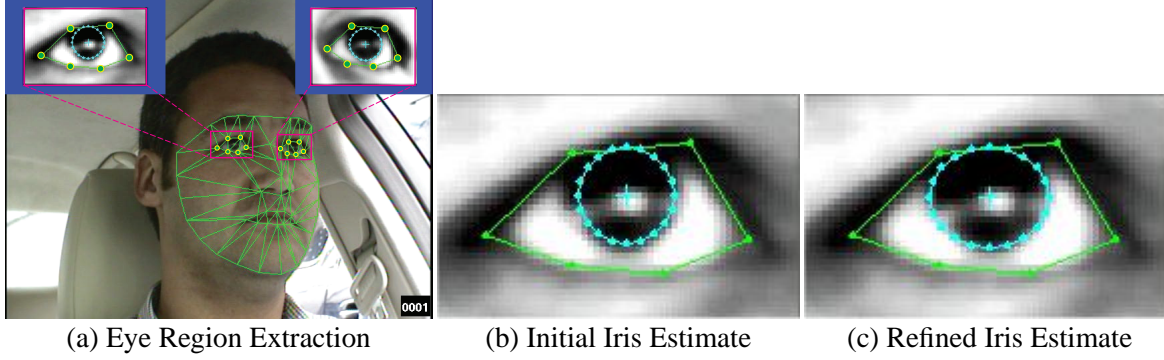 0001
(a) Eye Region Extraction
(b) Initial Iris Estimate
(c) Refined Iris Estimate